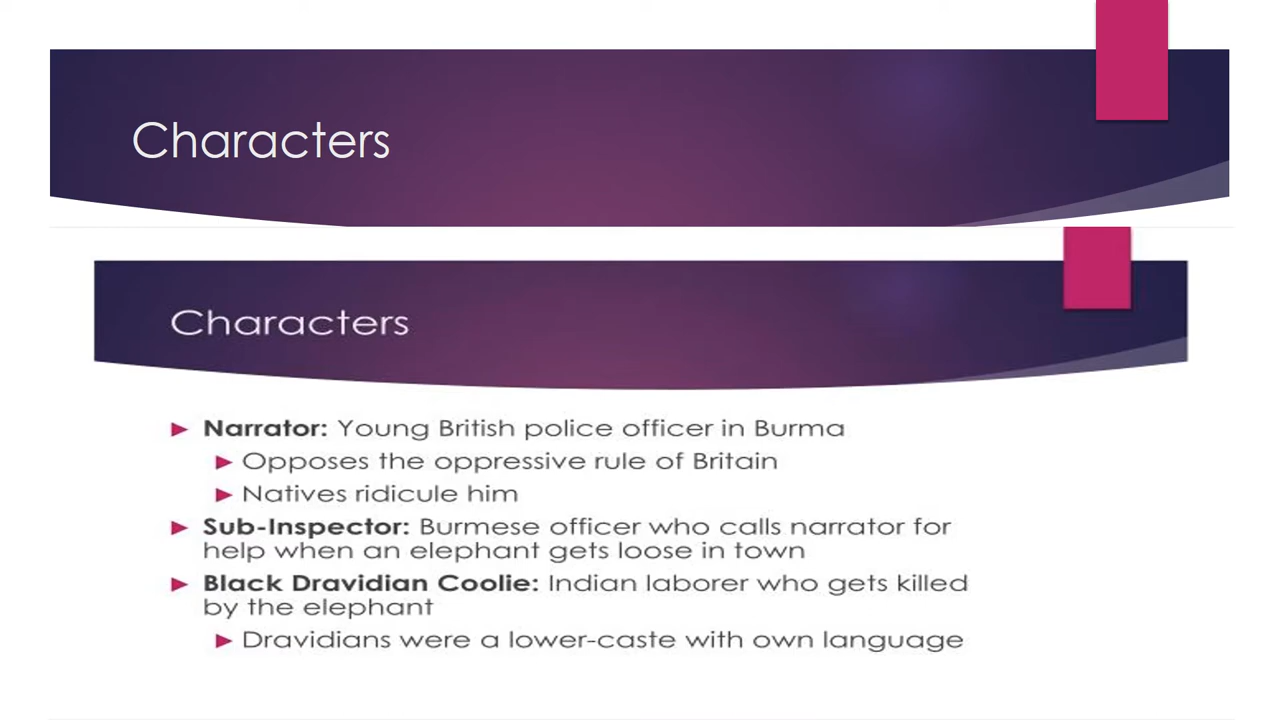 Characters
Characters
Narrator: Young British police officer in Burma
Opposes the oppressive rule of Britain
Natives ridicule him
Sub-Inspector: Burmese officer who calls narrator for
help when an elephant gets loose in town
Black Dravidian Coolie: Indian laborer who gets killed
by the elephant
Dravidians were a lower-caste with own language